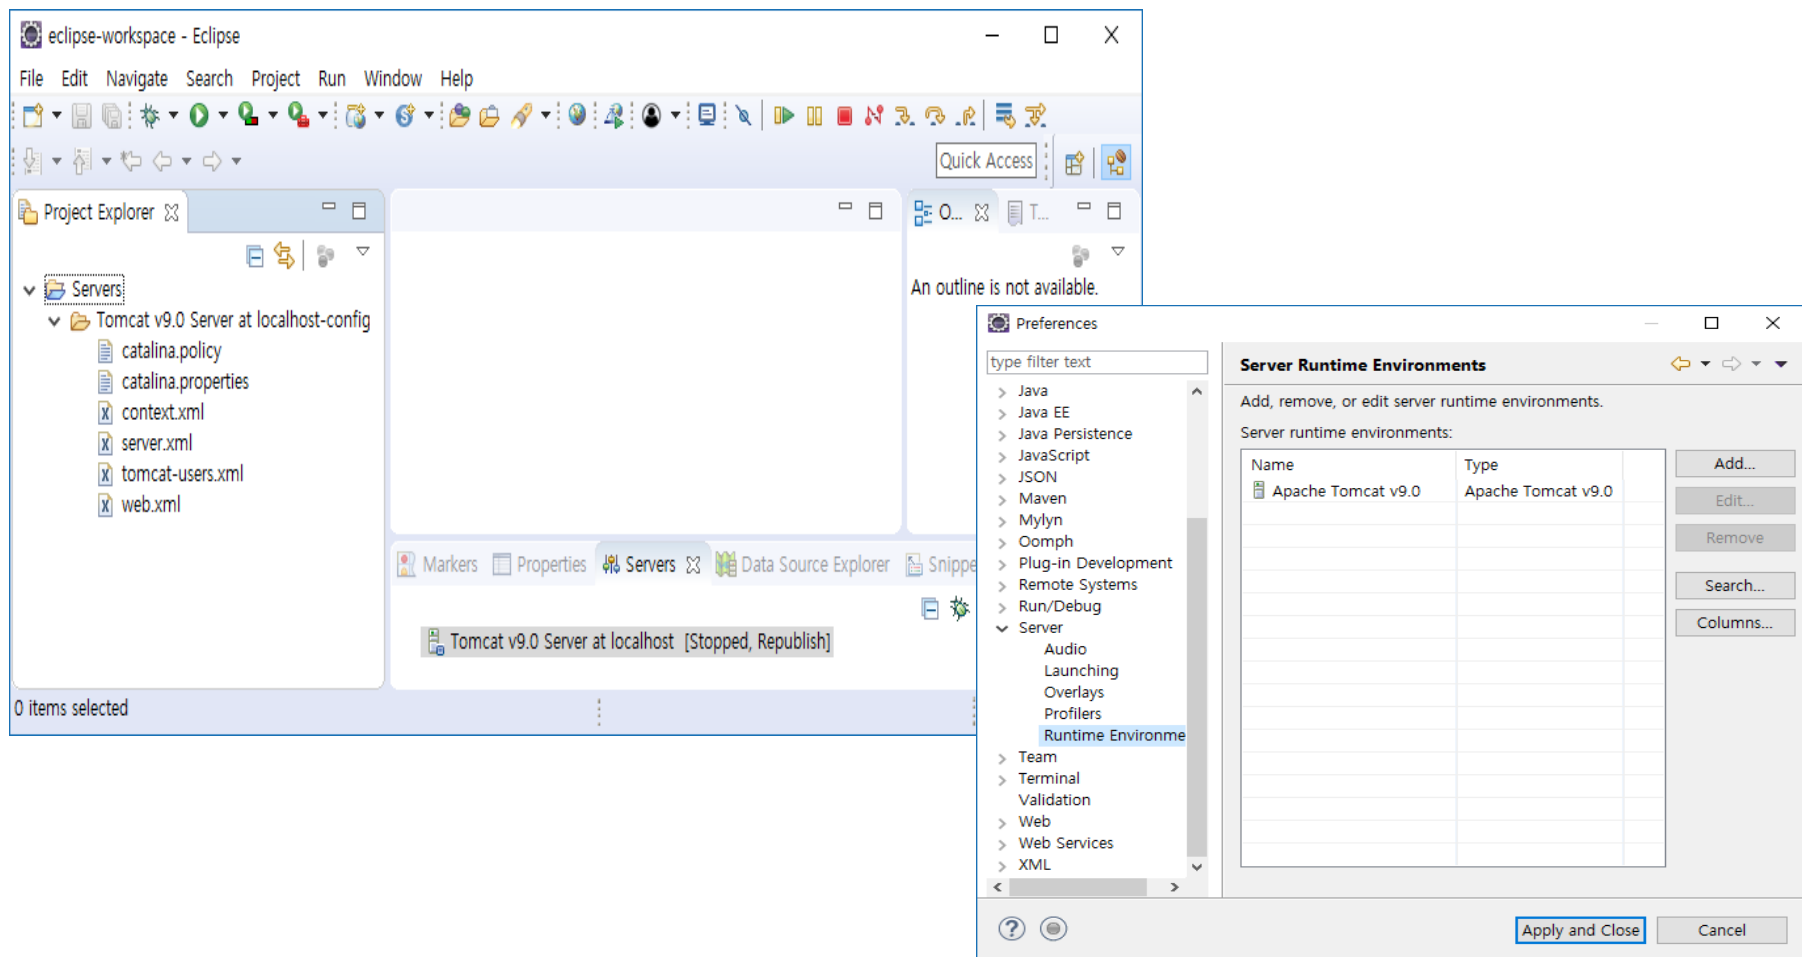 eclipse-workspace - Eclipse
File Edit Navigate Search Project Run Window Help
Quick Access
Project Explorer
O...
T...
Servers
Tomcat v9.0 Server at localhost-config
catalina.policy
catalina.properties
context.xml
server.xml
tomcat-users.xml
web.xml
An outline is not available.
Markers Properties Servers Data Source Explorer Snippe
Tomcat v9.0 Server at localhost [Stopped, Republish]
0 items selected
Preferences
type filter text
Java
Java EE
Java Persistence
JavaScript
JSON
Maven
Mylyn
Oomph
Plug-in Development
Remote Systems
Run/Debug
Server
Audio
Launching
Overlays
Profilers
Runtime Environme
Team
Terminal
Validation
Web
Web Services
XML
Server Runtime Environments
Add, remove, or edit server runtime environments.
Server runtime environments:
Name Type
Apache Tomcat v9.0 Apache Tomcat v9.0
Add...
Edit...
Remove
Search...
Columns...
Apply and Close Cancel